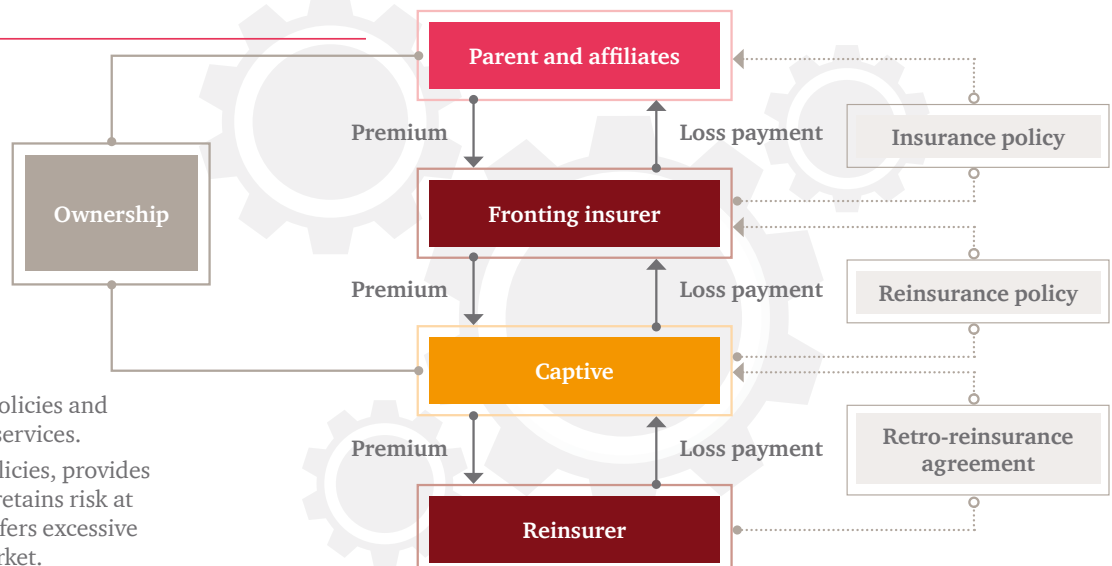 Parent and affiliates
Premium
Loss payment
Insurance policy
Ownership
Fronting insurer
Premium
Loss payment
Reinsurance policy
Captive
olicies and
services.
licies, provides
retains risk at
fers excessive
rket.
Premium
Loss payment
Retro-reinsurance
agreement
Reinsurer